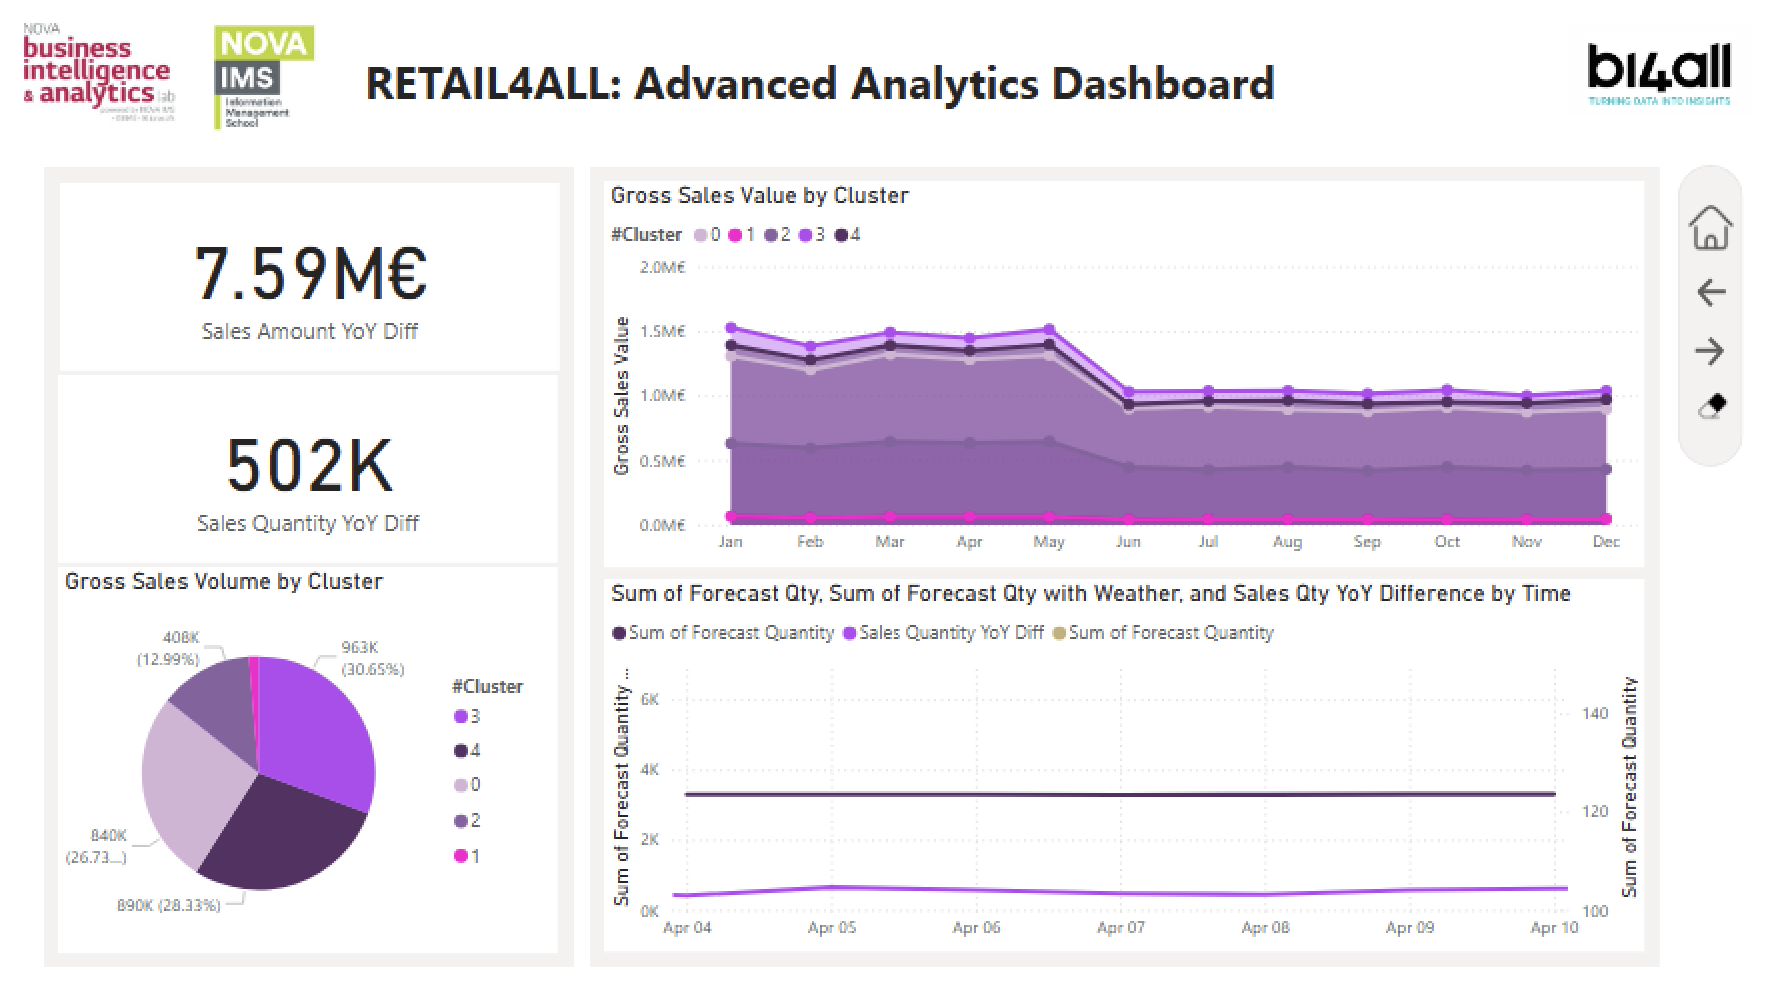 NOVA
business
intelligence
& analytics lab
NOVA
IMS
Information
Management
School
RETAIL4ALL: Advanced Analytics Dashboard
bi4all
TURNING DATA INTO INSIGHTS
7.59M€
Sales Amount YoY Diff
502K
Sales Quantity YoY Diff
Gross Sales Volume by Cluster
408K
(12.99%)
963K
(30.65%)
840K
(26.73...)
890K (28.33%)
#Cluster
3
4
0
2
1
Gross Sales Value by Cluster
#Cluster 0 1 2 3 4
Gross Sales Value
2.0M€
1.5M€
1.0M€
0.5M€
0.0M€
Jan Feb Mar Apr May Jun Jul Aug Sep Oct Nov Dec
Sum of Forecast Qty, Sum of Forecast Qty with Weather, and Sales Qty YoY Difference by Time
Sum of Forecast Quantity Sales Quantity YoY Diff Sum of Forecast Quantity
Sum of Forecast Quantity ...
6K
4K
2K
0K
140
120
100
Sum of Forecast Quantity
Apr 04 Apr 05 Apr 06 Apr 07 Apr 08 Apr 09 Apr 10